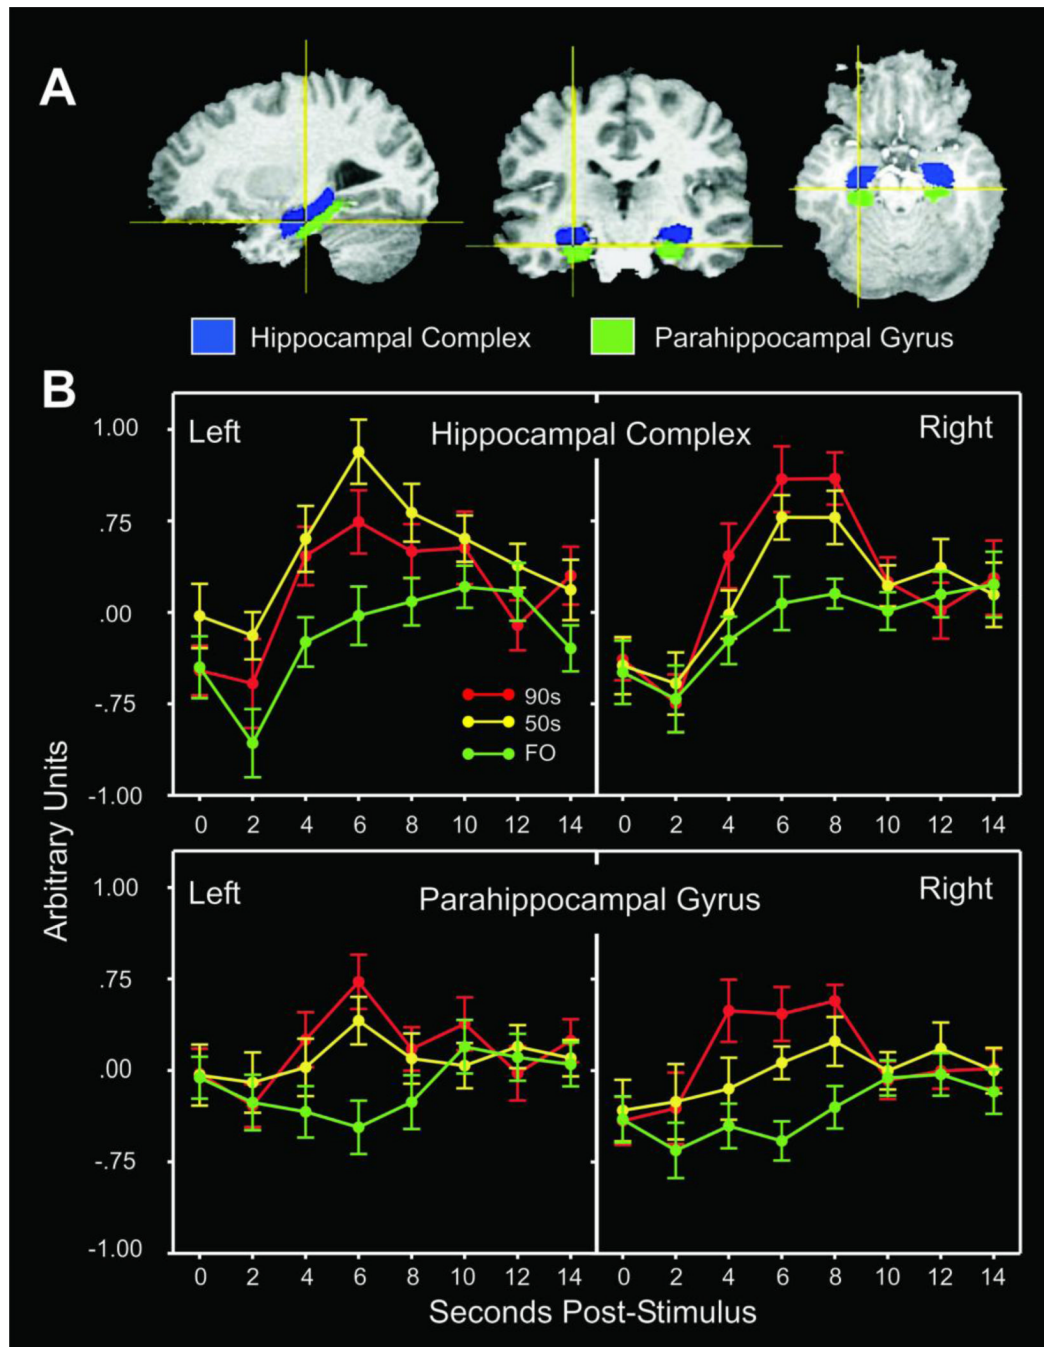 A
Hippocampal Complex
Parahippocampal Gyrus
B
Left
Hippocampal Complex
Right
1.00
.75
.00
-.75
-1.00
90s
50s
FO
0 2 4 6 8 10 12 14
0 2 4 6 8 10 12 14
Arbitrary Units
Left
Parahippocampal Gyrus
Right
1.00
.75
.00
-.75
-1.00
0 2 4 6 8 10 12 14
0 2 4 6 8 10 12 14
Seconds Post-Stimulus